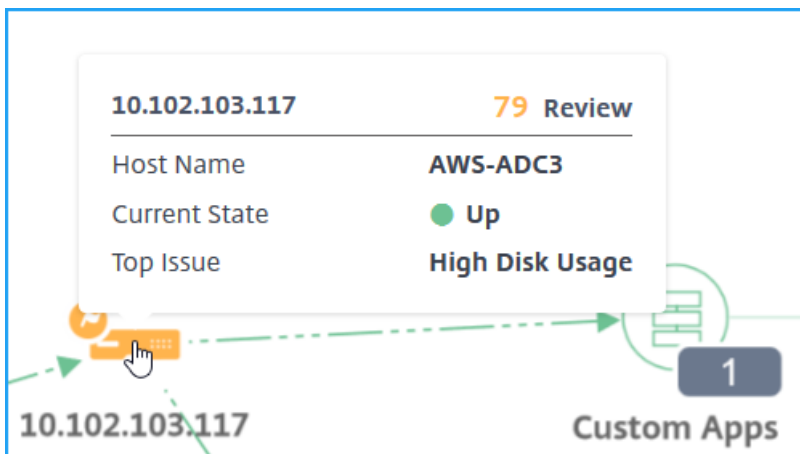 10.102.103.117 79 Review
Host Name AWS-ADC3
Current State Up
Top Issue High Disk Usage
1
10.102.103.117 Custom Apps